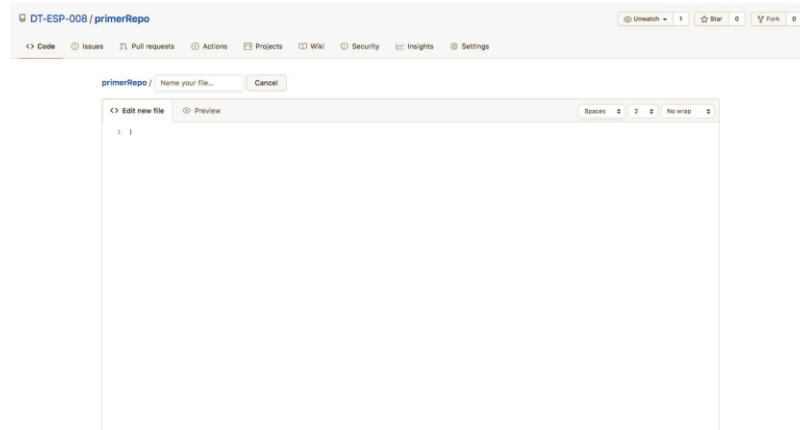 DT-ESP-008 / primerRepo Unwatch 1 Star 0 Fork 0
Code Issues Pull requests Actions Projects Wiki Security Insights Settings
primerRepo / Name your file... Cancel
<> Edit new file Preview Spaces 2 No wrap
1